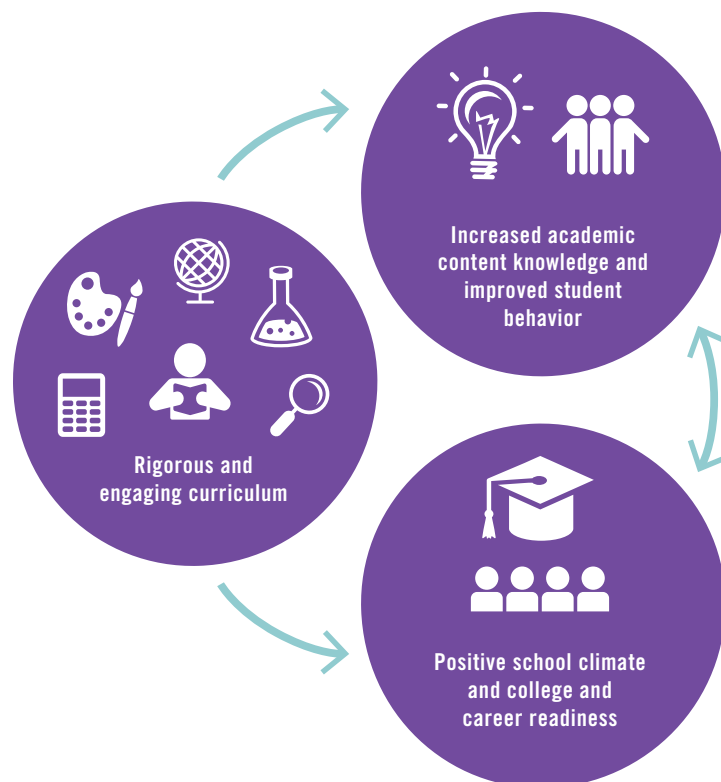 Increased academic
content knowledge and
improved student
behavior
Rigorous and
engaging curriculum
Positive school climate
and college and
career readiness